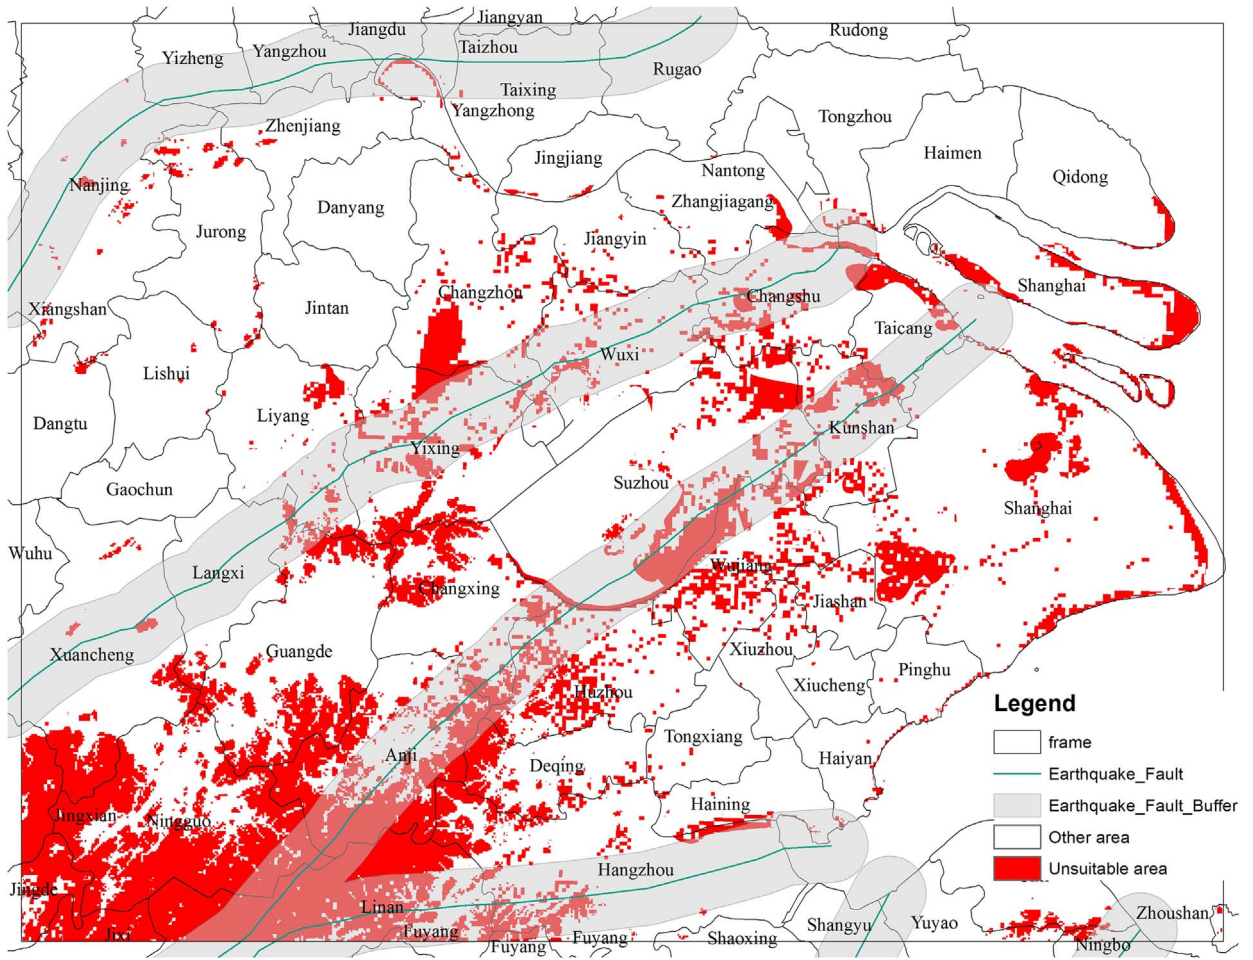 Jiangyan
Jiangdu
Rudong
Yizheng
Yangzhou
Taizhou
Rugao
Taixing
Yangzhong
Tongzhou
Zhenjiang
Haimen
Jingjiang
Nantong
Qidong
Nanjing
Danyang
Zhangjiagang
Jurong
Jiangyin
Shanghai
Changzhou
Changshu
Xiangshan
Jintan
Taicang
Wuxi
Lishui
Liyang
Dangtu
Kunshan
Yixing
Gaochun
Suzhou
Shanghai
Wuhu
Langxi
Wujiang
Changxing
Jiashan
Xuancheng
Guangde
Xiuzhou
Pinghu
Xiucheng
Huzhou
Legend
frame
Earthquake_Fault
Earthquake_Fault_Buffer
Other area
Unsuitable area
Tongxiang
Anji
Deqing
Haiyan
Haining
Jingxian
Ningguo
Hangzhou
Jingde
Linan
Zhoushan
Shangyu
Yuyao
Jixi
Fuyang
Fuyang
Fuyang
Shaoxing
Ningbo